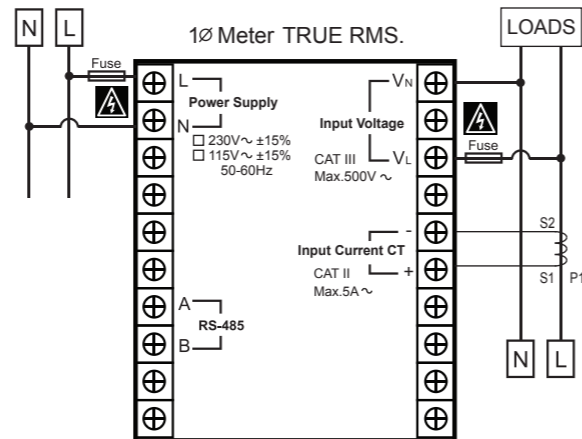 N L
1Ø Meter TRUE RMS.
LOADS
Fuse
L
Power Supply
N
□ 230V~ ±15%
□ 115V~ ±15%
50-60Hz
VN
Input Voltage
CAT III
VL
Max.500V ~
Fuse
-
Input Current CT
CAT II
+
Max.5A~
S2
S1
P1
A
RS-485
B
N L